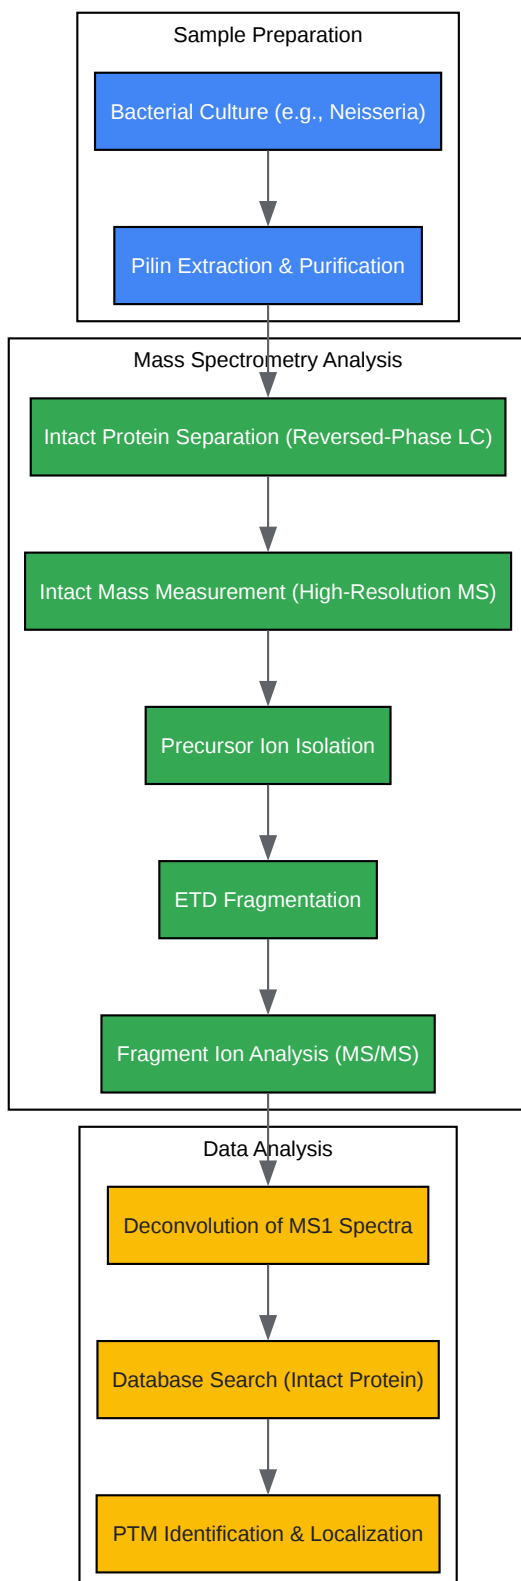 Sample Preparation
Bacterial Culture (e.g., Neisseria)
Pilin Extraction & Purification
Mass Spectrometry Analysis
Intact Protein Separation (Reversed-Phase LC)
Intact Mass Measurement (High-Resolution MS)
Precursor Ion Isolation
ETD Fragmentation
Fragment Ion Analysis (MS/MS)
Data Analysis
Deconvolution of MS1 Spectra
Database Search (Intact Protein)
PTM Identification & Localization